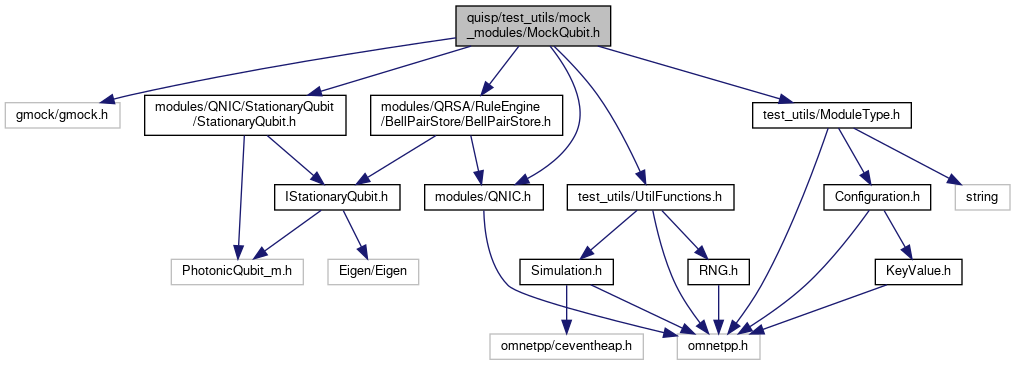 quisp/test_utils/mock
_modules/MockQubit.h
gmock/gmock.h
modules/QNIC/StationaryQubit
/StationaryQubit.h
modules/QRSA/RuleEngine
/BellPairStore/BellPairStore.h
test_utils/ModuleType.h
IStationaryQubit.h
modules/QNIC.h
test_utils/UtilFunctions.h
Configuration.h
string
PhotonicQubit_m.h
Eigen/Eigen
Simulation.h
RNG.h
KeyValue.h
omnetpp/ceventheap.h
omnetpp.h